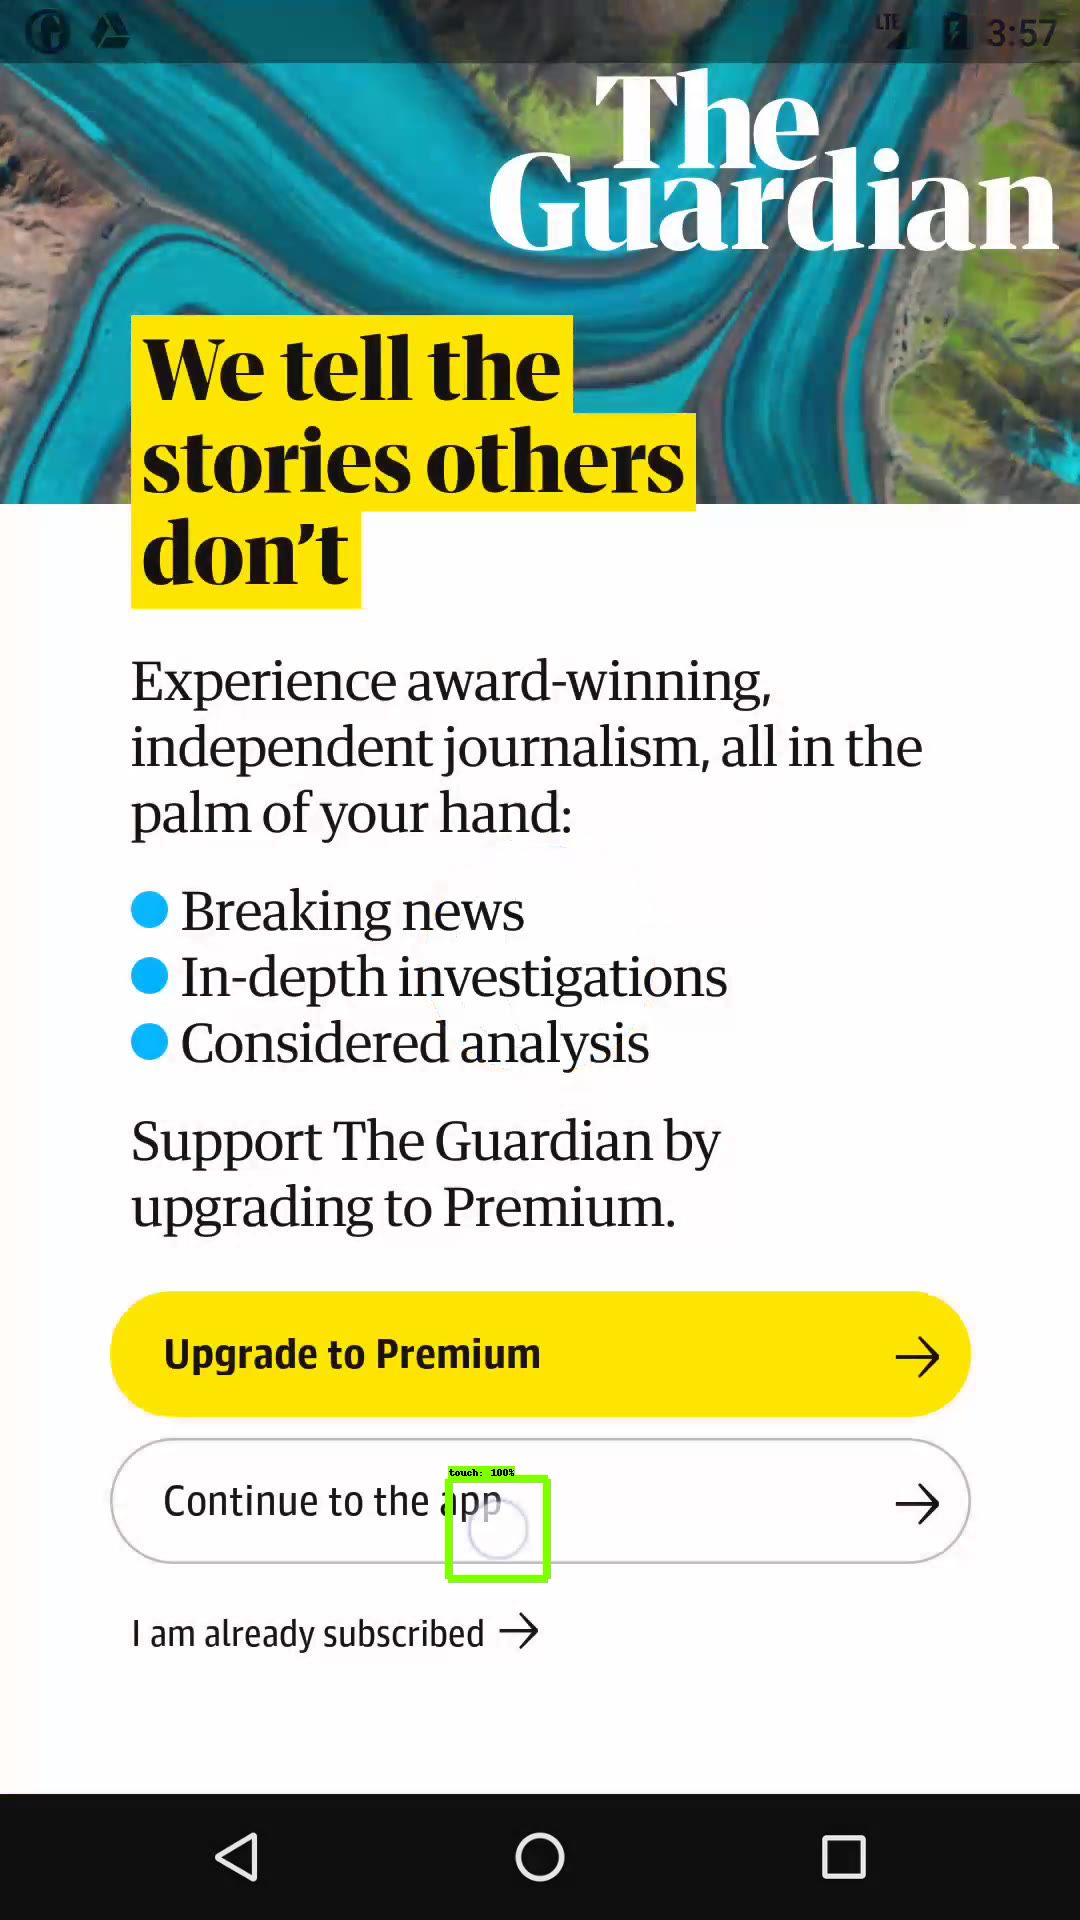 LTE 3:57
The
Guardian
We tell the
stories others
don't
Experience award-winning,
independent journalism, all in the
palm of your hand:
Breaking news
In-depth investigations
Considered analysis
Support The Guardian by
upgrading to Premium.
Upgrade to Premium
touch: 100%
Continue to the app
I am already subscribed